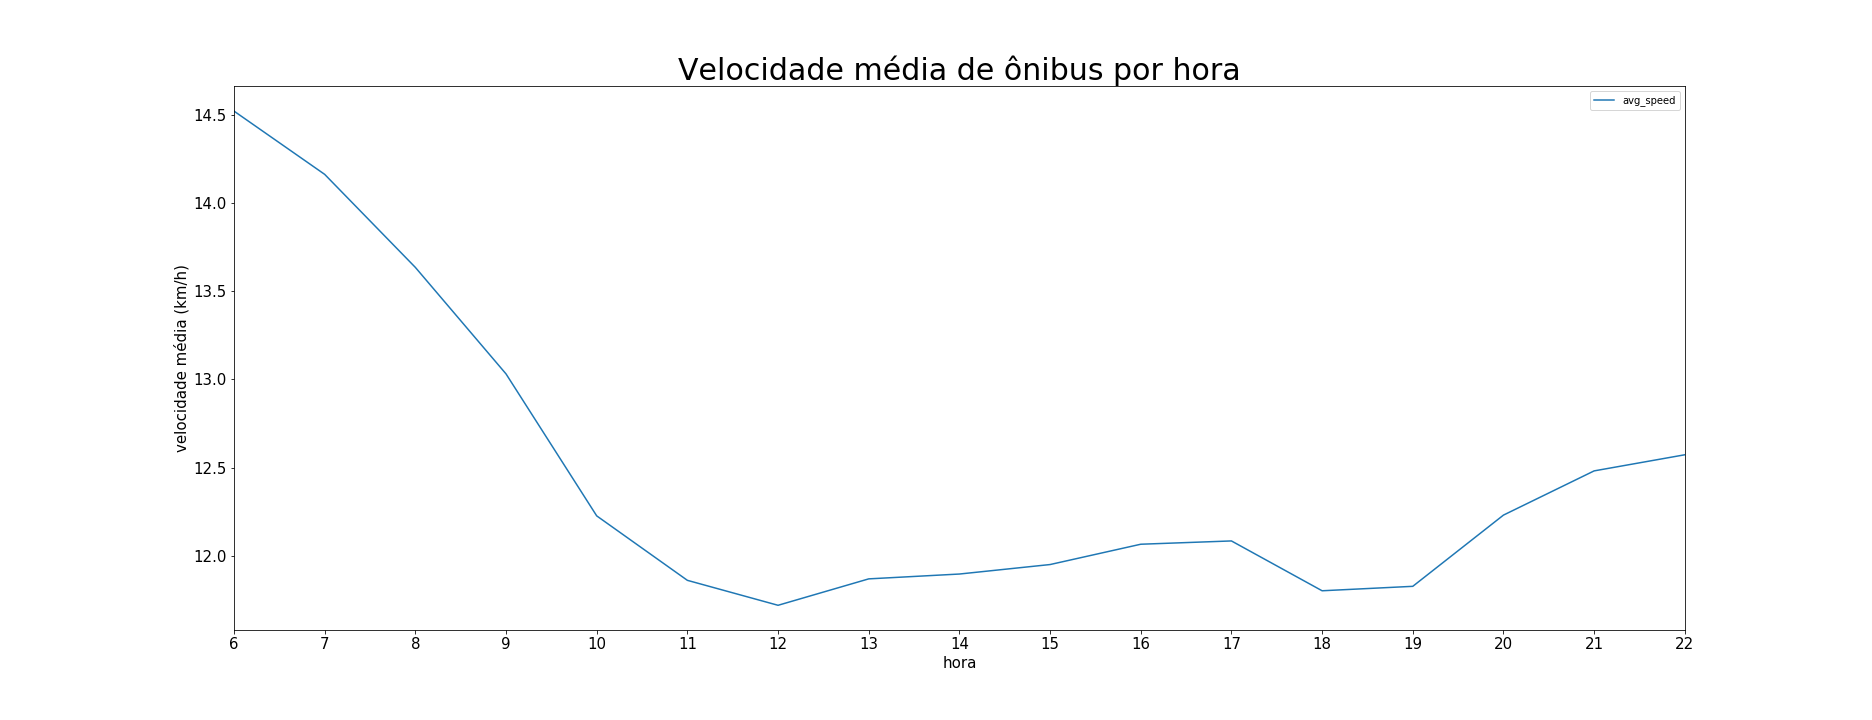 Velocidade média de ônibus por hora
avg_speed
velocidade média (km/h)
14.5
14.0
13.5
13.0
12.5
12.0
6 7 8 9 10 11 12 13 14 15 16 17 18 19 20 21 22
hora